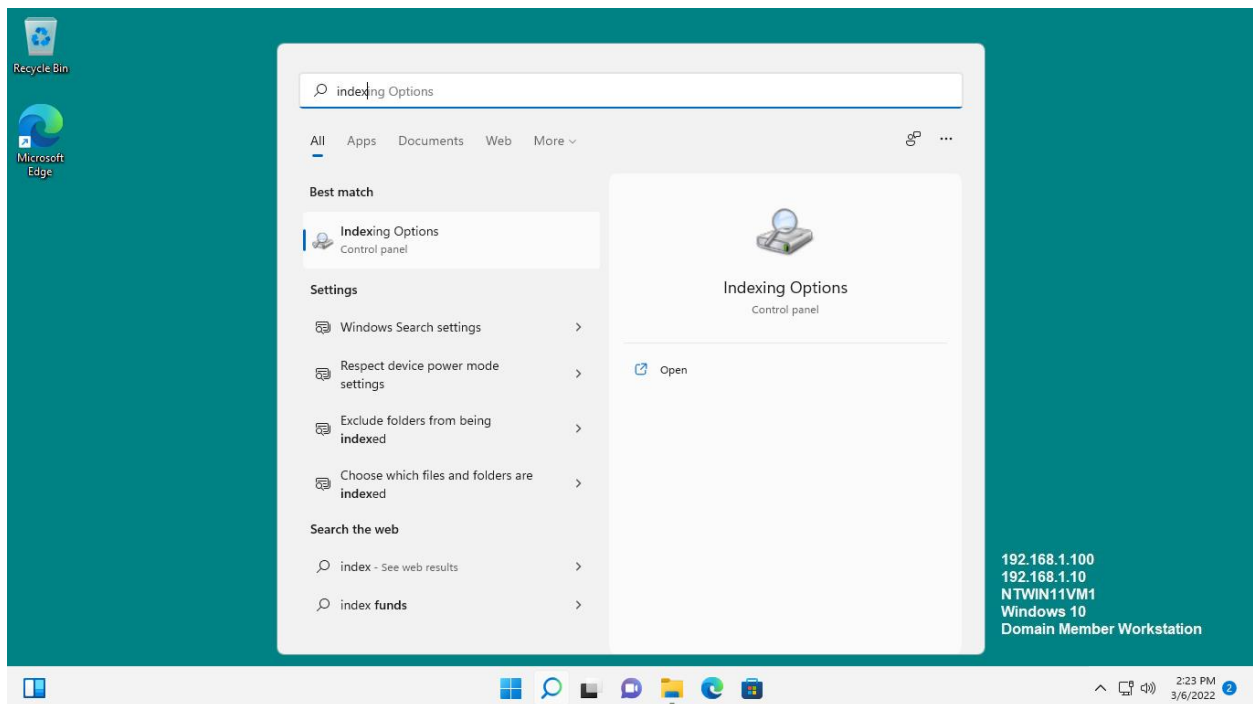 Recycle Bin
Microsoft
Edge
indexing Options
All Apps Documents Web More
Best match
Indexing Options
Control panel
Settings
Windows Search settings
Respect device power mode
settings
Exclude folders from being
indexed
Choose which files and folders are
indexed
Search the web
index - See web results
index funds
Indexing Options
Control panel
Open
192.168.1.100
192.168.1.10
NTWIN11VM1
Windows 10
Domain Member Workstation
2:23 PM
3/6/2022
2